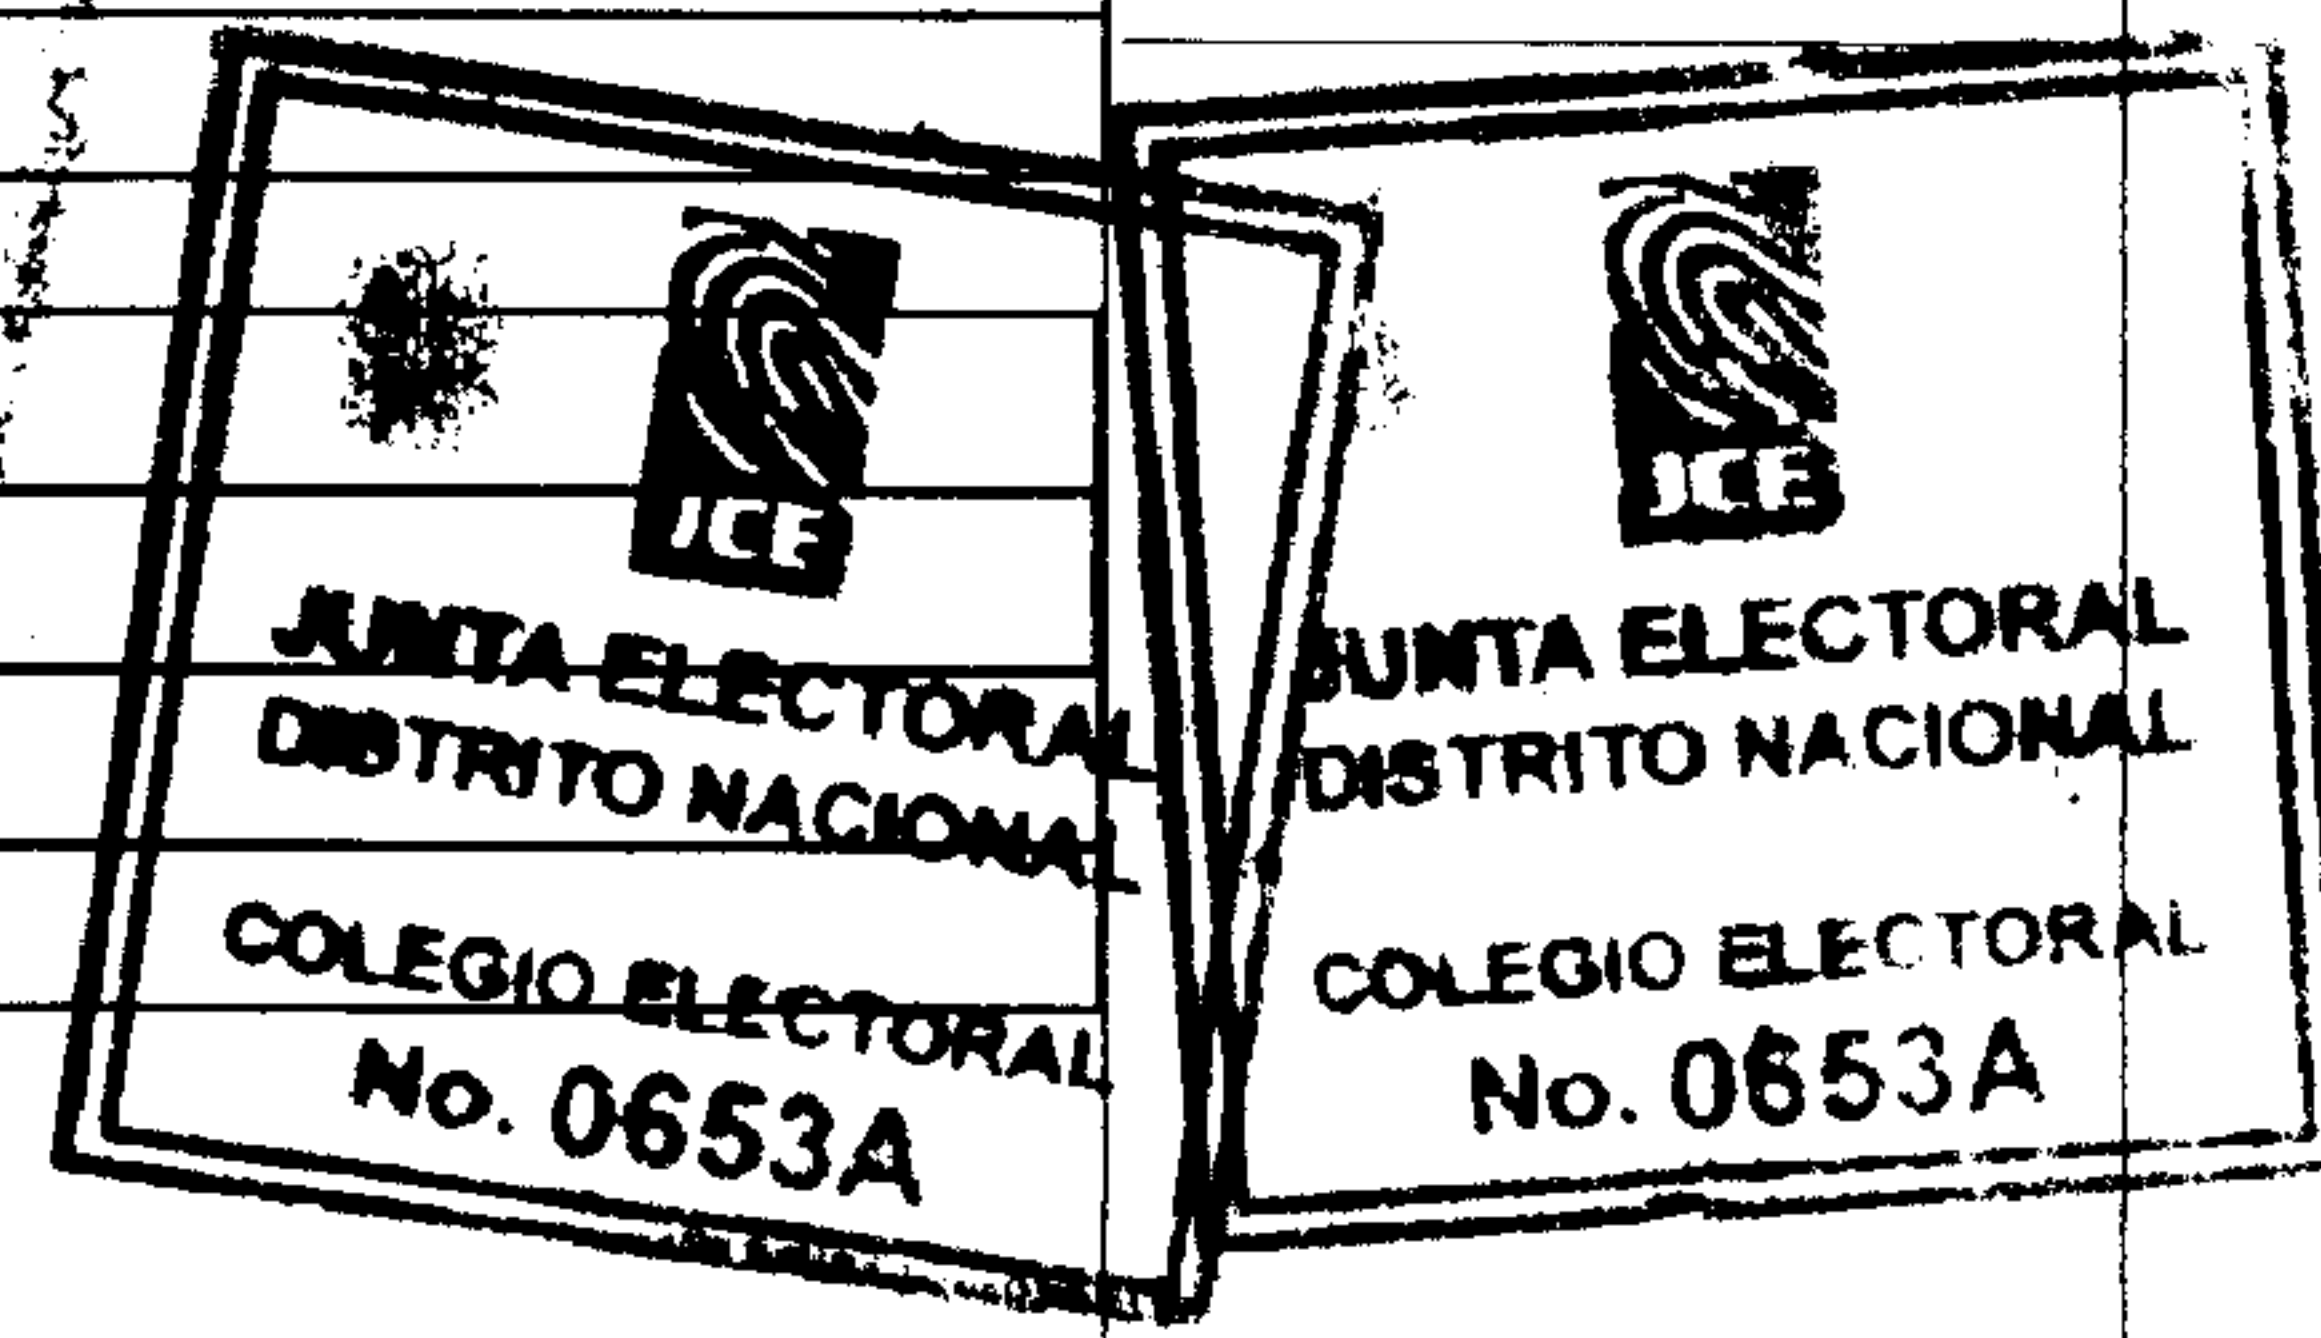 JCE
JUNTA ELECTORAL
DISTRITO NACIONAL
COLEGIO ELECTORAL
No. 0653A
JCE
JUNTA ELECTORAL
DISTRITO NACIONAL
COLEGIO ELECTORAL
No. 0653A